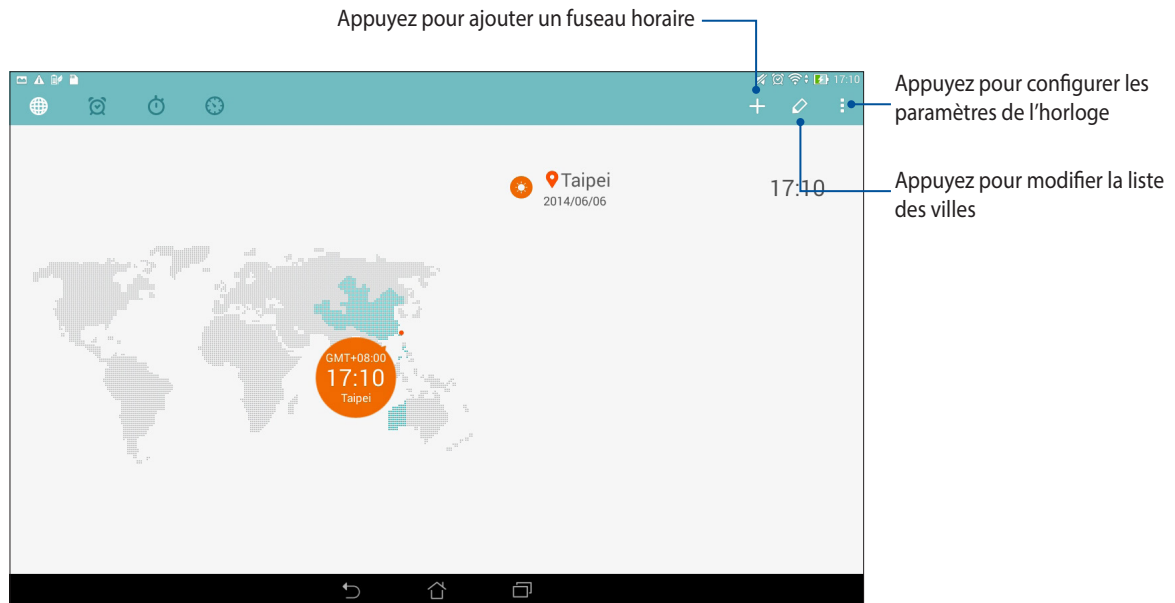 Appuyez pour ajouter un fuseau horaire
17:10
Appuyez pour configurer les
paramètres de l'horloge
Taipei
2014/06/06
17:10
Appuyez pour modifier la liste
des villes
GMT+08:00
17:10
Taipei